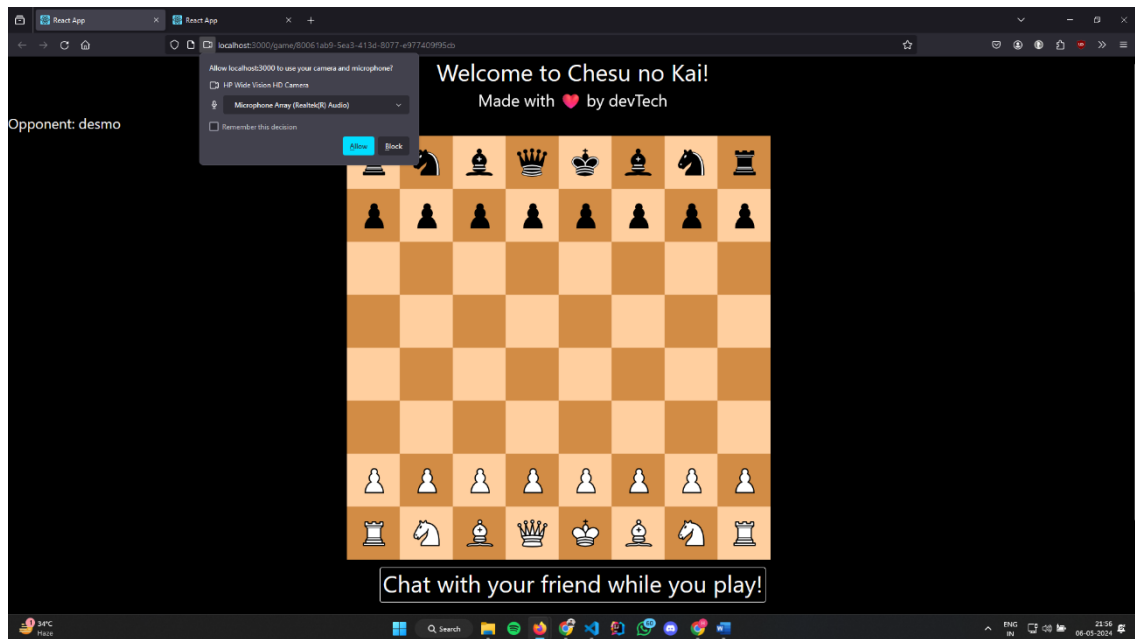 React App
React App
localhost:3000/game/80061ab9-5ea3-413d-8077-e977409f95cb
Allow localhost:3000 to use your camera and microphone?
HP Wide Vision HD Camera
Microphone Array (Realtek(R) Audio)
Remember this decision
Allow
Block
Welcome to Chesu no Kai!
Made with ❤ by devTech
Opponent: desmo
Chat with your friend while you play!
34°C
Haze
Search
ENG
IN
21:56
06-05-2024